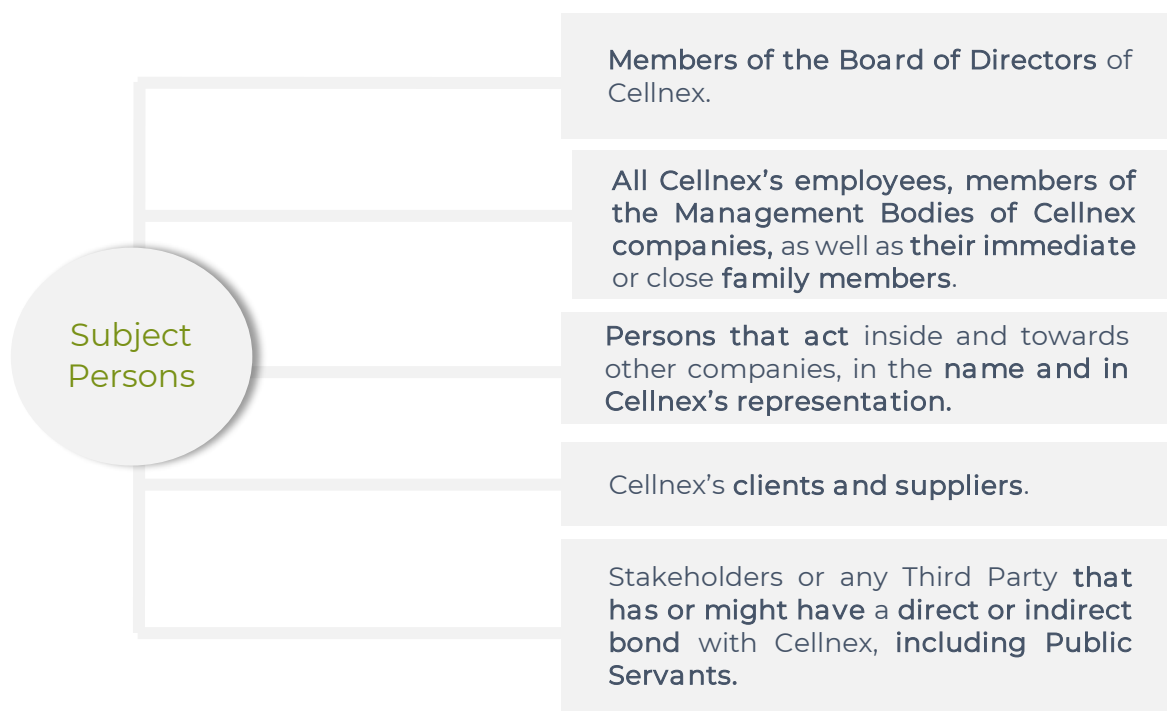 Members of the Board of Directors of
Cellnex.
All Cellnex’s employees, members of
the Management Bodies of Cellnex
companies, as well as their immediate
or close family members.
Subject
Persons
Persons that act inside and towards
other companies, in the name and in
Cellnex’s representation.
Cellnex’s clients and suppliers.
Stakeholders or any Third Party that
has or might have a direct or indirect
bond with Cellnex, including Public
Servants.